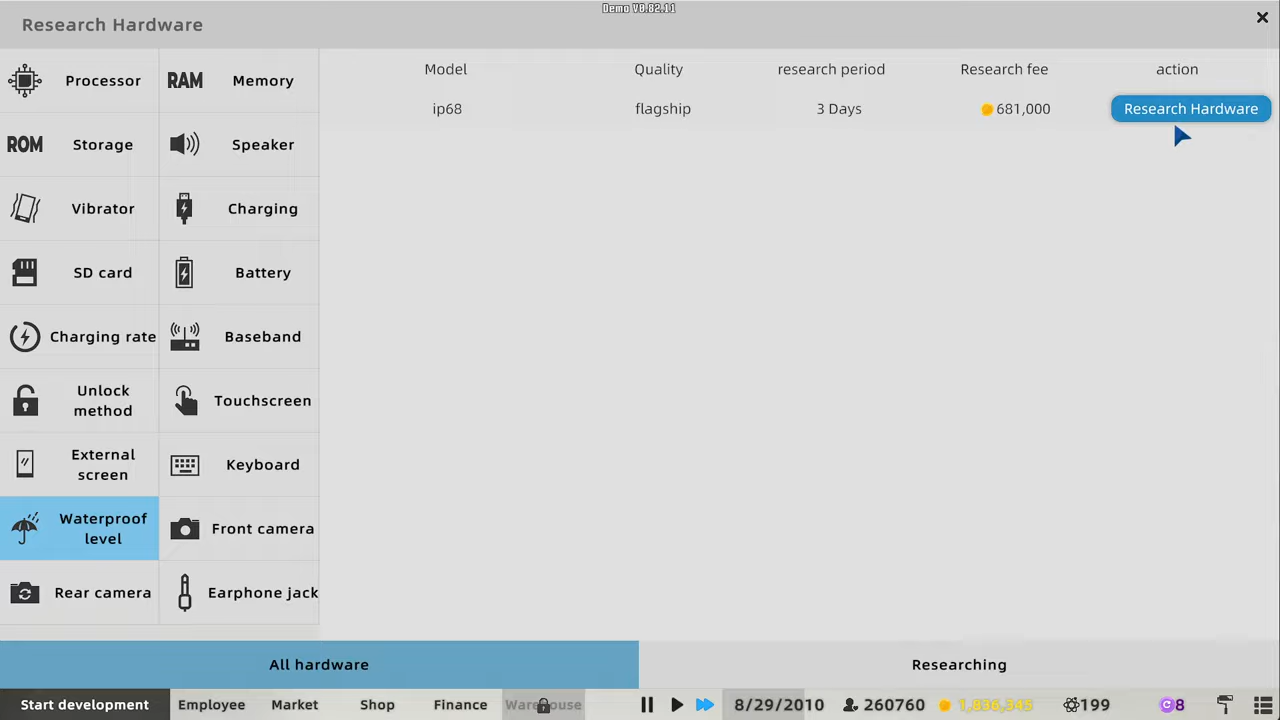 Demo V0.82.11
Research Hardware
Processor
RAM Memory
ROM Storage
Speaker
Vibrator
Charging
SD card
Battery
Charging rate
Baseband
Unlock
method
Touchscreen
External
screen
Keyboard
Waterproof
level
Front camera
Rear camera
Earphone jack
Model Quality research period Research fee action
ip68 flagship 3 Days 681,000 Research Hardware
All hardware Researching
Start development Employee Market Shop Finance Warehouse 8/29/2010 260760 1,836,345 199 C 8